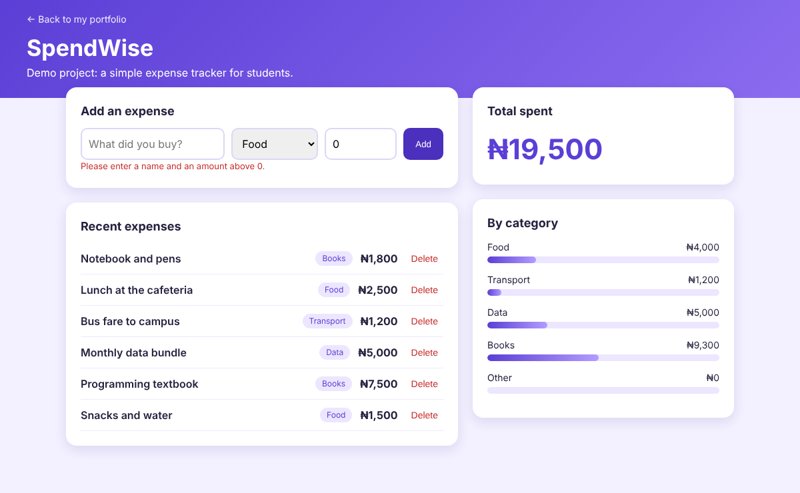 ← Back to my portfolio
SpendWise
Demo project: a simple expense tracker for students.
Add an expense
What did you buy? Food 0 Add
Please enter a name and an amount above 0.
Recent expenses
Notebook and pens Books ₦1,800 Delete
Lunch at the cafeteria Food ₦2,500 Delete
Bus fare to campus Transport ₦1,200 Delete
Monthly data bundle Data ₦5,000 Delete
Programming textbook Books ₦7,500 Delete
Snacks and water Food ₦1,500 Delete
Total spent
₦19,500
By category
Food ₦4,000
Transport ₦1,200
Data ₦5,000
Books ₦9,300
Other ₦0